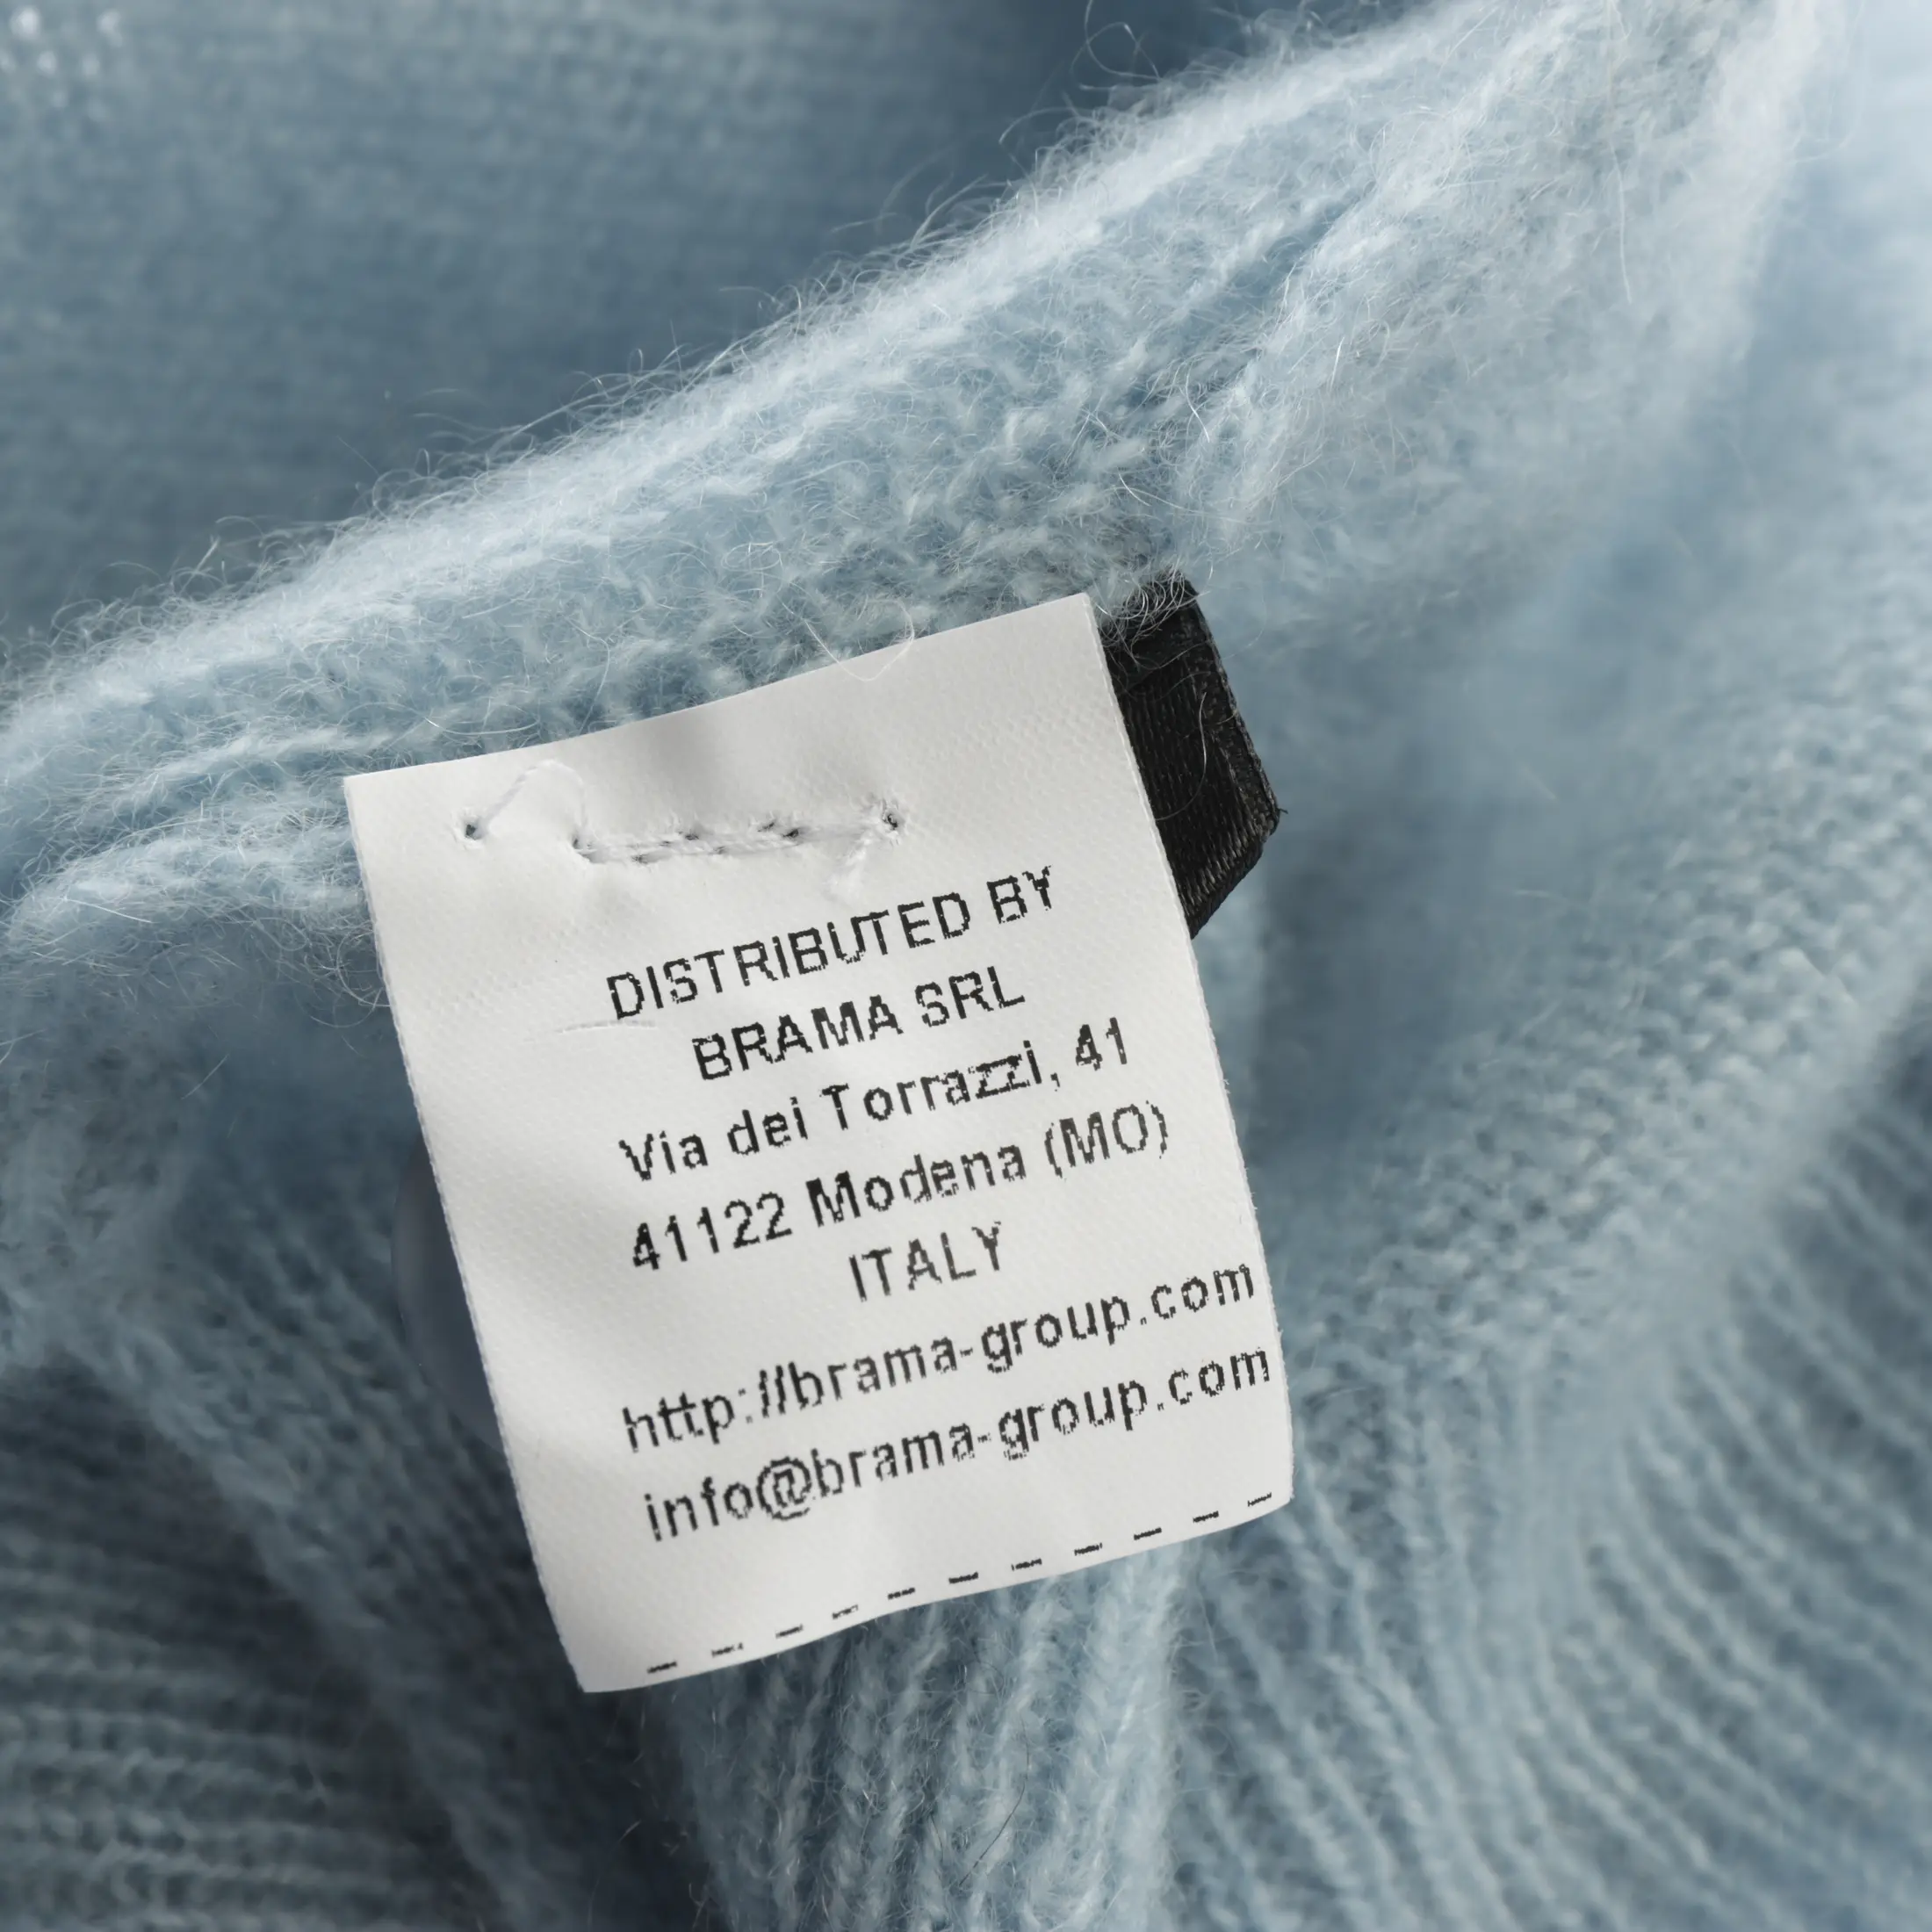 DISTRIBUTED BY
BRAMA SRL
Via dei Torrazzi, 41
41122 Modena (MO)
ITALY
http://brama-group.com
info@brama-group.com